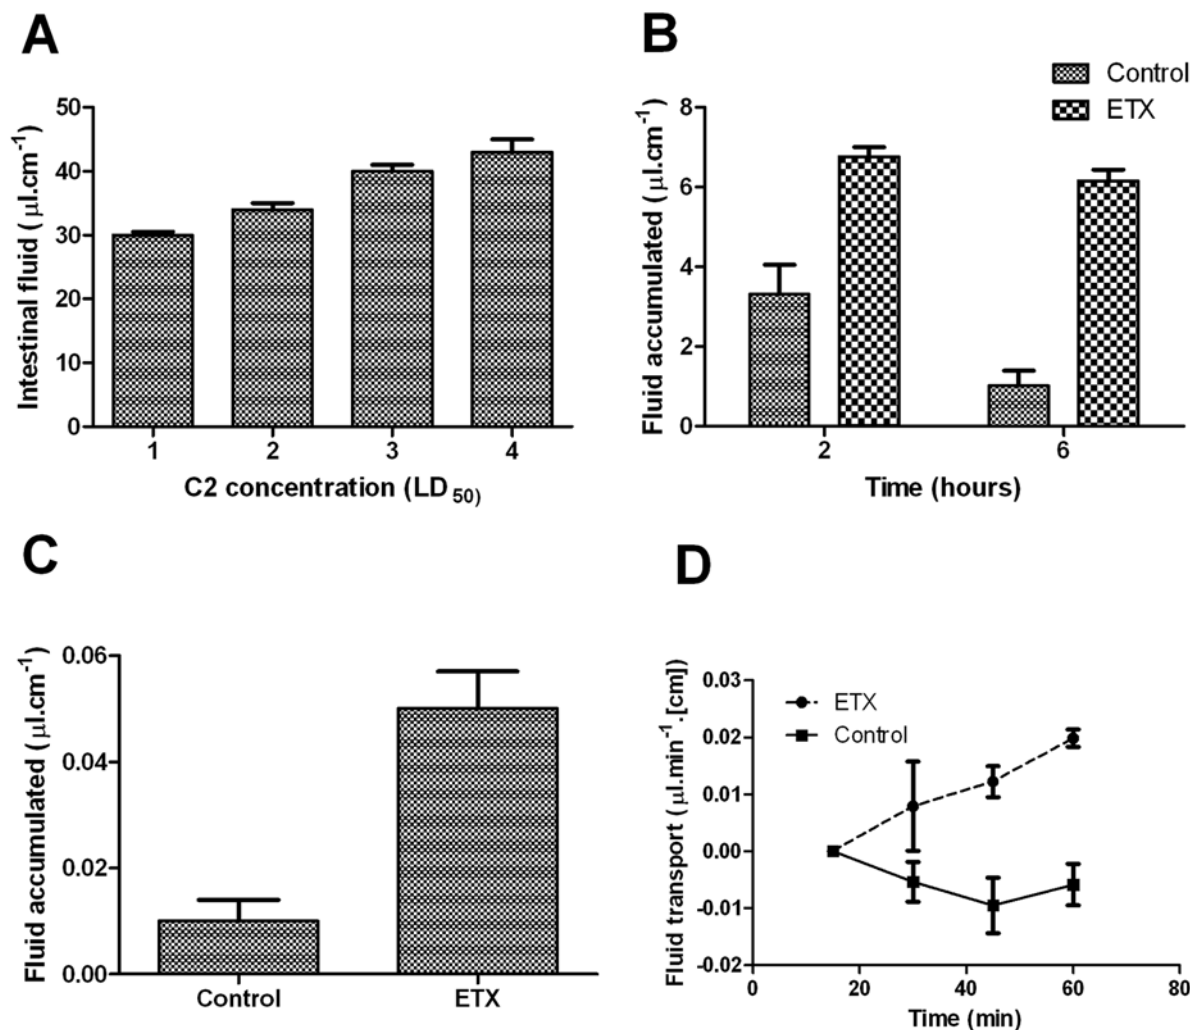 A
50
40
30
20
10
0
Intestinal fluid ( μl.cm⁻¹)
1 2 3 4
C2 concentration (LD 50)
B
Control
ETX
8
6
4
2
0
Fluid accumulated ( μl.cm⁻¹)
2 6
Time (hours)
C
0.06
0.04
0.02
0.00
Fluid accumulated ( μl.cm⁻¹)
Control ETX
D
ETX
Control
0.03
0.02
0.01
0.00
-0.01
-0.02
Fluid transport ( μl.min⁻¹.[cm])
0 20 40 60 80
Time (min)